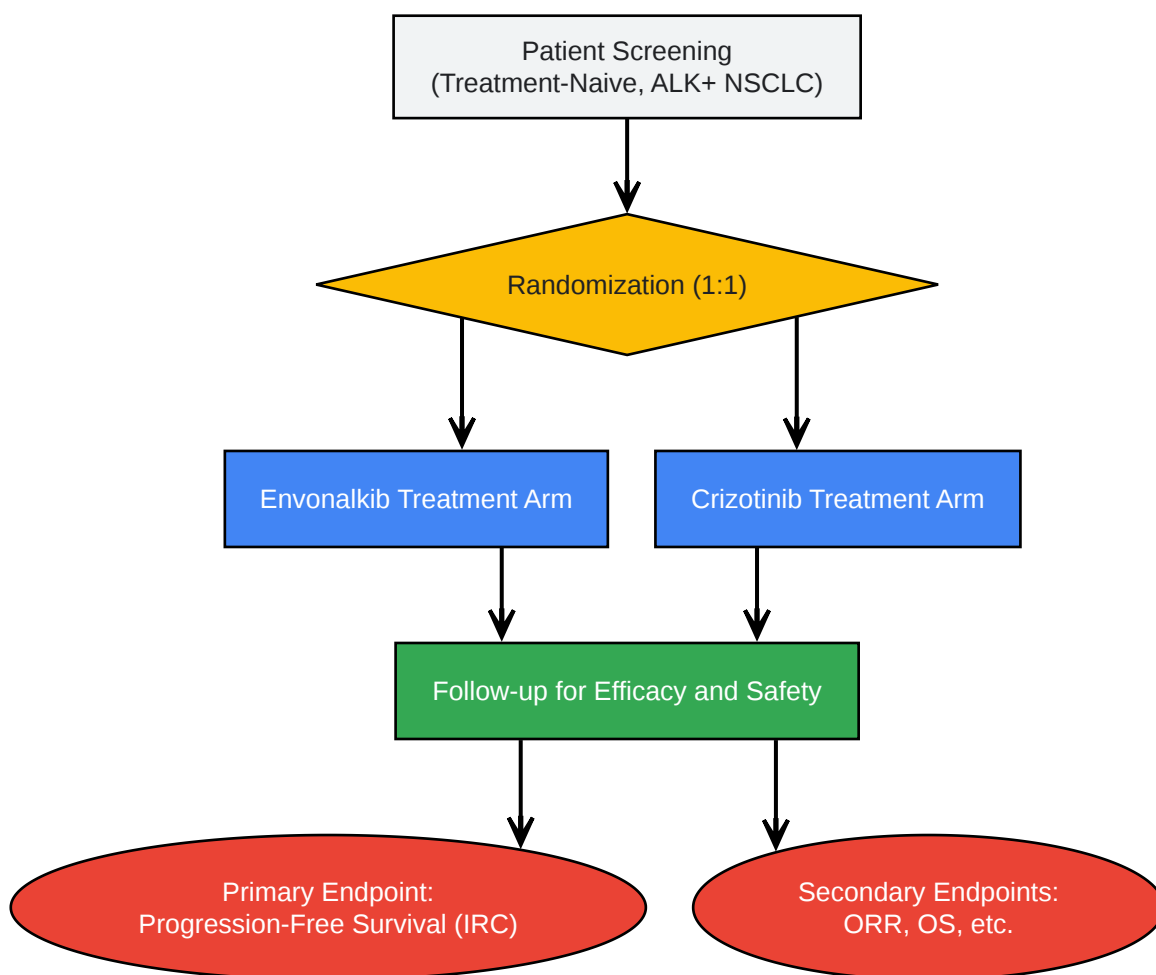 Patient Screening
(Treatment-Naive, ALK+ NSCLC)
Randomization (1:1)
Envonalkib Treatment Arm
Crizotinib Treatment Arm
Follow-up for Efficacy and Safety
Primary Endpoint:
Progression-Free Survival (IRC)
Secondary Endpoints:
ORR, OS, etc.